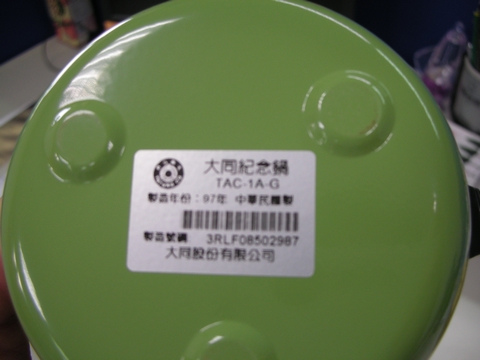 大同紀念鍋
TAC-1A-G
製造年份：97年 中華民國製
製造號碼 3RLF08502987
大同股份有限公司